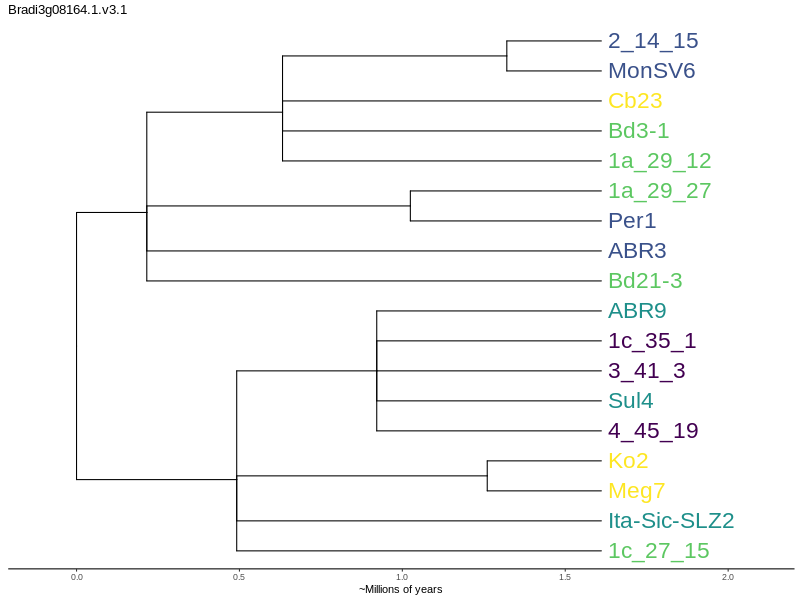 Bradi3g08164.1.v3.1
2_14_15
MonSV6
Cb23
Bd3-1
1a_29_12
1a_29_27
Per1
ABR3
Bd21-3
ABR9
1c_35_1
3_41_3
Sul4
4_45_19
Ko2
Meg7
Ita-Sic-SLZ2
1c_27_15
0.0 0.5 1.0 1.5 2.0
~Millions of years